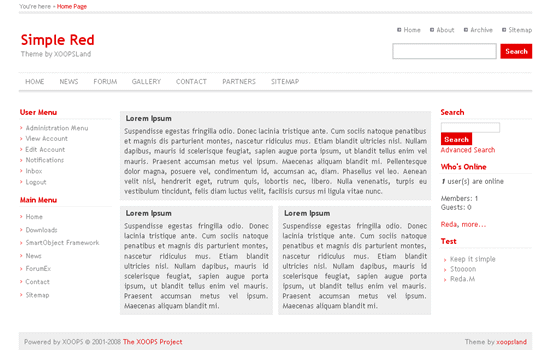 You're here » Home Page
Simple Red
Theme by XOOPSLand
Home About Archive Sitemap
Search
HOME NEWS FORUM GALLERY CONTACT PARTNERS SITEMAP
User Menu
Administration Menu
View Account
Edit Account
Notifications
Inbox
Logout
Main Menu
Home
Downloads
SmartObject Framework
News
ForumEx
Contact
Sitemap
Lorem Ipsum
Suspendisse egestas fringilla odio. Donec lacinia tristique ante. Cum sociis natoque penatibus
et magnis dis parturient montes, nascetur ridiculus mus. Etiam blandit ultricies nisl. Nullam
dapibus, mauris id scelerisque feugiat, sapien augue porta ipsum, ut blandit tellus enim vel
mauris. Praesent accumsan metus vel ipsum. Maecenas aliquam blandit mi. Pellentesque
dolor magna, posuere vel, condimentum id, accumsan ac, diam. Phasellus vel leo. Aenean
velit nisl, hendrerit eget, rutrum quis, lobortis nec, libero. Nulla venenatis, turpis eu
vestibulum tincidunt, felis diam luctus velit, facilisis cursus mi ligula vitae nunc.
Lorem Ipsum
Suspendisse egestas fringilla odio. Donec
lacinia tristique ante. Cum sociis natoque
penatibus et magnis dis parturient montes,
nascetur ridiculus mus. Etiam blandit
ultricies nisl. Nullam dapibus, mauris id
scelerisque feugiat, sapien augue porta
ipsum, ut blandit tellus enim vel mauris.
Praesent accumsan metus vel ipsum.
Maecenas aliquam blandit mi.
Lorem Ipsum
Suspendisse egestas fringilla odio. Donec
lacinia tristique ante. Cum sociis natoque
penatibus et magnis dis parturient montes,
nascetur ridiculus mus. Etiam blandit
ultricies nisl. Nullam dapibus, mauris id
scelerisque feugiat, sapien augue porta
ipsum, ut blandit tellus enim vel mauris.
Praesent accumsan metus vel ipsum.
Maecenas aliquam blandit mi.
Search
Search
Advanced Search
Who's Online
1 user(s) are online
Members: 1
Guests: 0
Reda, more...
Test
Keep it simple
Stoooon
Reda.M
Powered by XOOPS © 2001-2008 The XOOPS Project
Theme by xoopsland